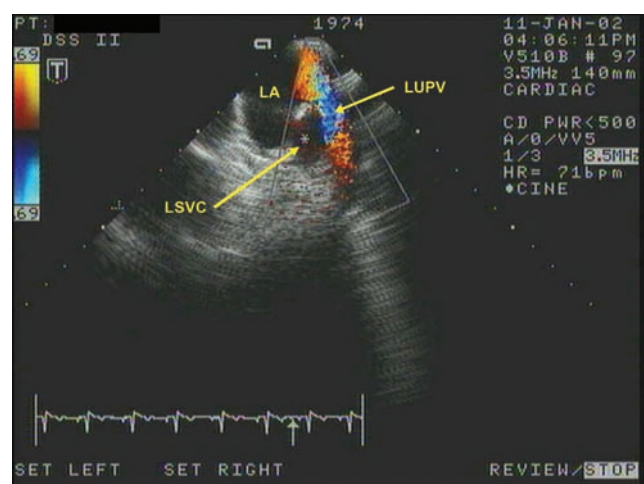 PT:
1974
11-JAN-02
DSS II
04:06:11PM
69
V510B # 97
T
3.5MHz 140mm
CARDIAC
LA
LUPV
CD PWR<500
A/0/VV5
1/3 3.5MHz
HR= 71bpm
*CINE
LSVC
*
69
SET LEFT SET RIGHT
REVIEW/STOP